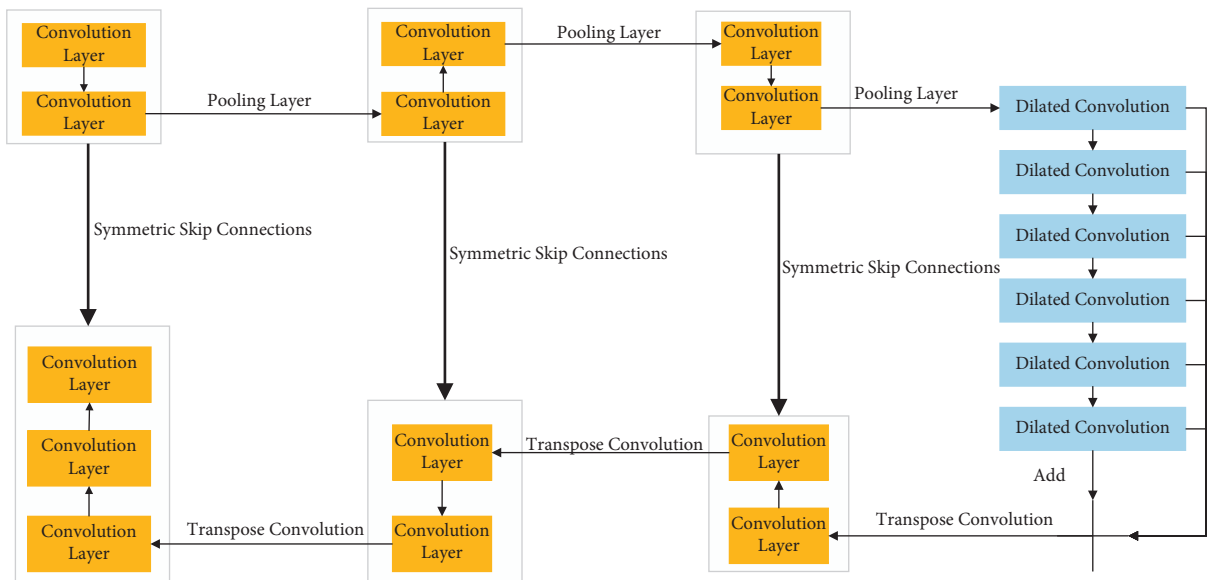 Convolution
Layer
Convolution
Layer
Pooling Layer
Convolution
Layer
Convolution
Layer
Pooling Layer
Convolution
Layer
Convolution
Layer
Pooling Layer
Dilated Convolution
Dilated Convolution
Dilated Convolution
Dilated Convolution
Dilated Convolution
Dilated Convolution
Add
Symmetric Skip Connections
Symmetric Skip Connections
Symmetric Skip Connections
Convolution
Layer
Convolution
Layer
Convolution
Layer
Transpose Convolution
Convolution
Layer
Convolution
Layer
Transpose Convolution
Convolution
Layer
Convolution
Layer
Transpose Convolution